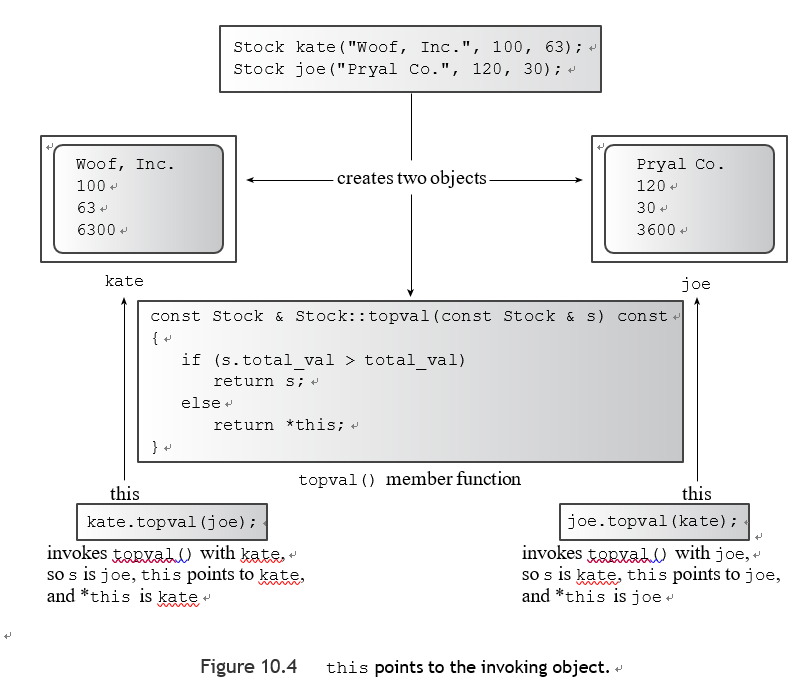 Stock kate("Woof, Inc.", 100, 63);
Stock joe("Pryal Co.", 120, 30);
Woof, Inc.
100
63
6300
kate
creates two objects
Pryal Co.
120
30
3600
joe
const Stock & Stock::topval(const Stock & s) const
{
if (s.total_val > total_val)
return s;
else
return *this;
}
topval() member function
this
kate.topval(joe);
invokes topval() with kate,
so s is joe, this points to kate,
and *this is kate
this
joe.topval(kate);
invokes topval() with joe,
so s is kate, this points to joe,
and *this is joe
Figure 10.4 this points to the invoking object.